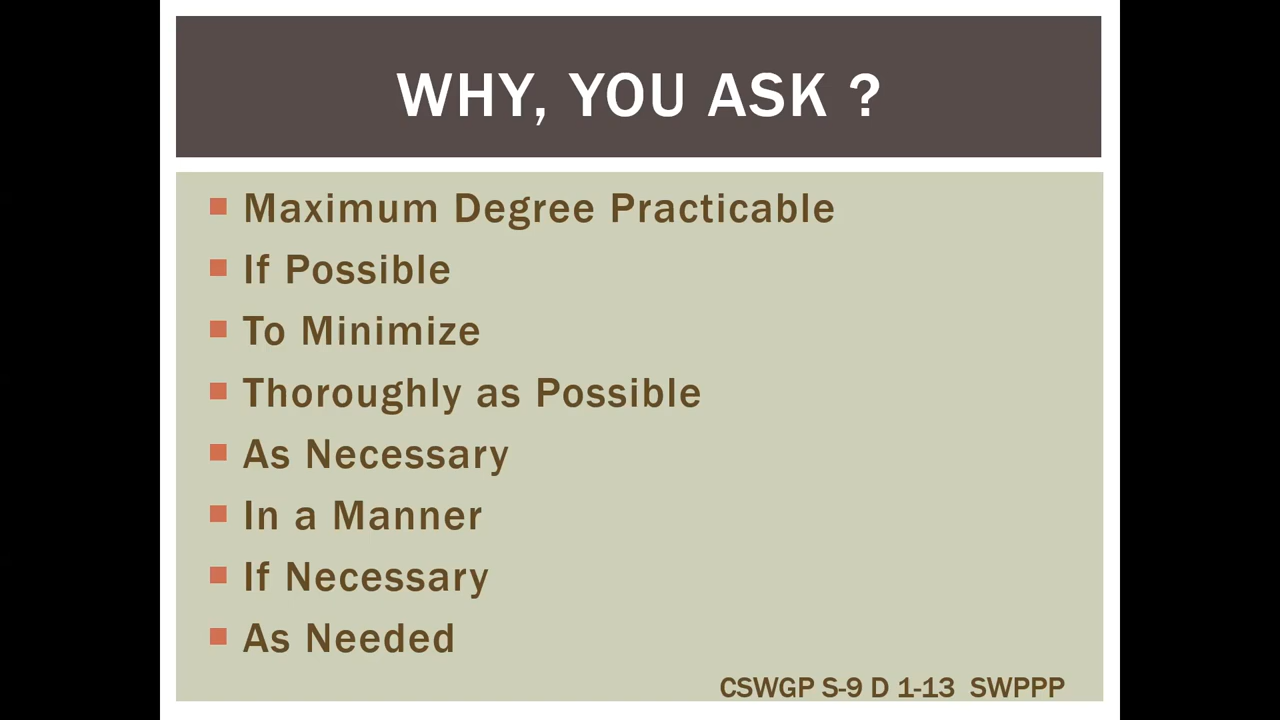 WHY, YOU ASK ?
Maximum Degree Practicable
If Possible
To Minimize
Thoroughly as Possible
As Necessary
In a Manner
If Necessary
As Needed
CSWGP S-9 D 1-13 SWPPP